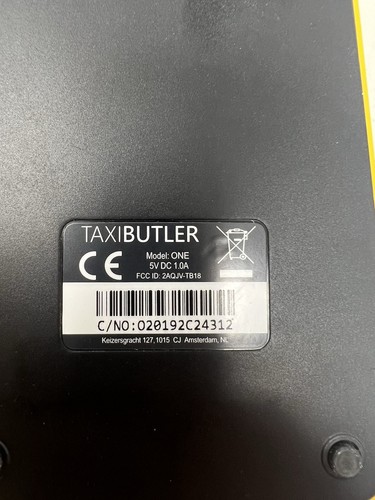 TAXIBUTLER
Model: ONE
5V DC 1.0A
FCC ID: 2AQJV-TB18
CE
C/NO:020192C24312
Keizersgracht 127,1015 CJ Amsterdam, NL